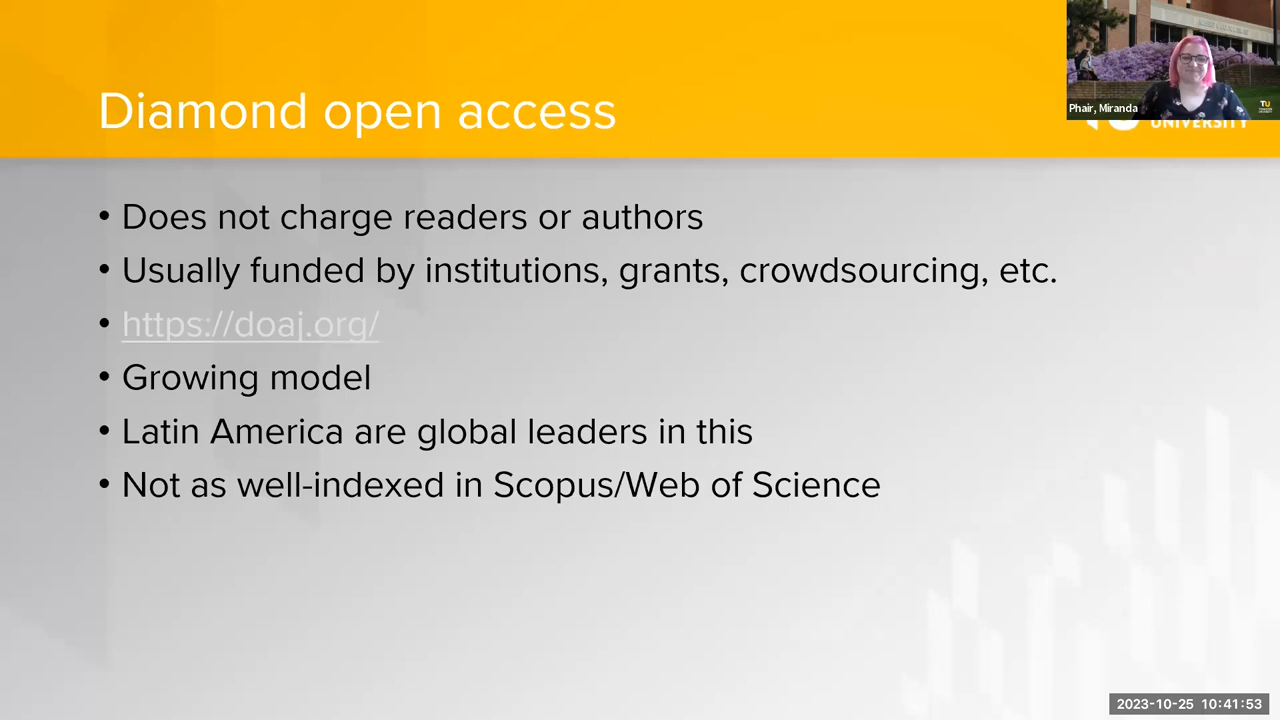 Diamond open access
Phair, Miranda
TU
UNIVERSITY
• Does not charge readers or authors
• Usually funded by institutions, grants, crowdsourcing, etc.
• https://doaj.org/
• Growing model
• Latin America are global leaders in this
• Not as well-indexed in Scopus/Web of Science
2023-10-25 10:41:53